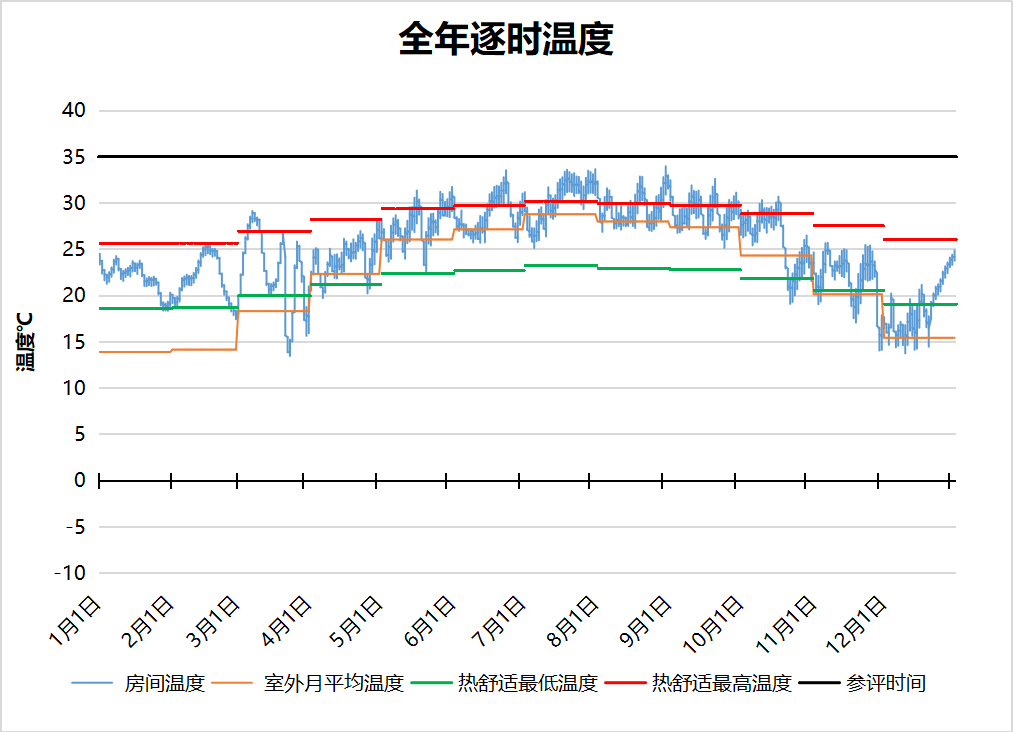 全年逐时温度
40
35
30
25
20
15
10
5
0
-5
-10
温度℃
1月1日
2月1日
3月1日
4月1日
5月1日
6月1日
7月1日
8月1日
9月1日
10月1日
11月1日
12月1日
房间温度 室外月平均温度 热舒适最低温度 热舒适最高温度 参评时间